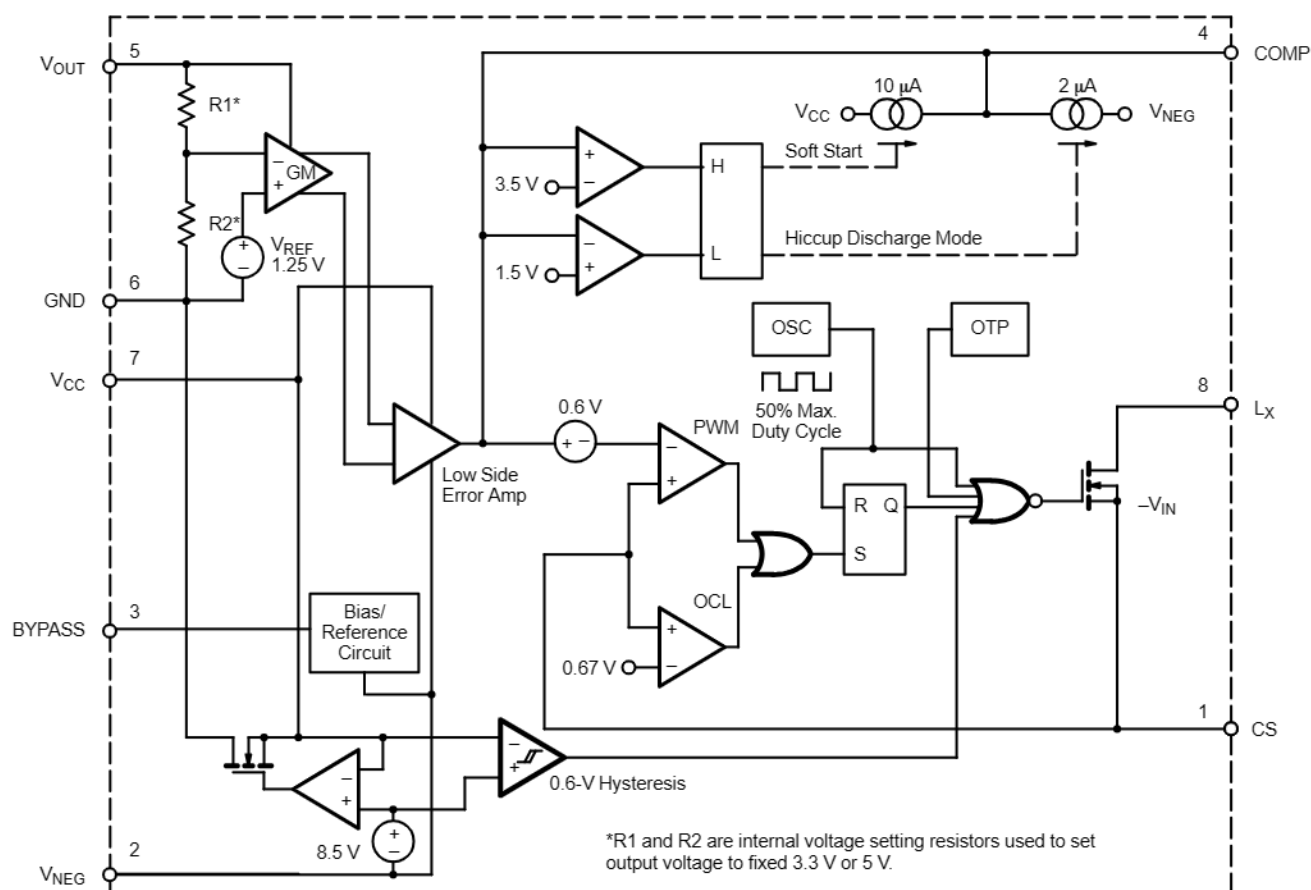 5
VOUT
R1*
GM
R2*
VREF
1.25 V
6
GND
7
VCC
4
COMP
10 µA
2 µA
VCC
VNEG
Soft Start
3.5 V
H
Hiccup Discharge Mode
1.5 V
L
OSC
OTP
50% Max.
Duty Cycle
8
LX
0.6 V
PWM
Low Side
Error Amp
R
Q
S
–VIN
OCL
0.67 V
3
BYPASS
Bias/
Reference
Circuit
1
CS
0.6-V Hysteresis
8.5 V
2
VNEG
*R1 and R2 are internal voltage setting resistors used to set
output voltage to fixed 3.3 V or 5 V.